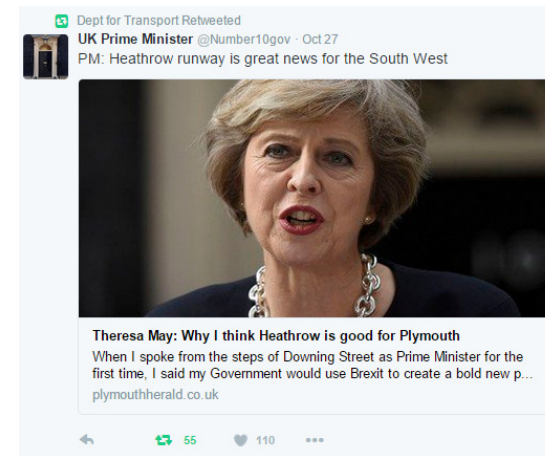 Dept for Transport Retweeted
UK Prime Minister @Number10gov · Oct 27
PM: Heathrow runway is great news for the South West
Theresa May: Why I think Heathrow is good for Plymouth
When I spoke from the steps of Downing Street as Prime Minister for the
first time, I said my Government would use Brexit to create a bold new p...
plymouthherald.co.uk
55 110